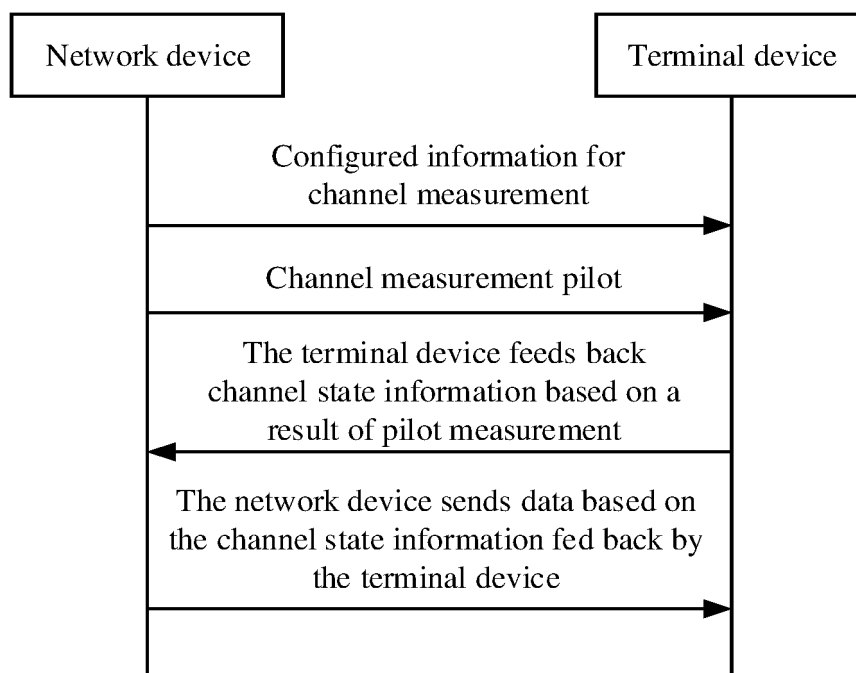 Network device
Terminal device
Configured information for
channel measurement
Channel measurement pilot
The terminal device feeds back
channel state information based on a
result of pilot measurement
The network device sends data based on
the channel state information fed back by
the terminal device